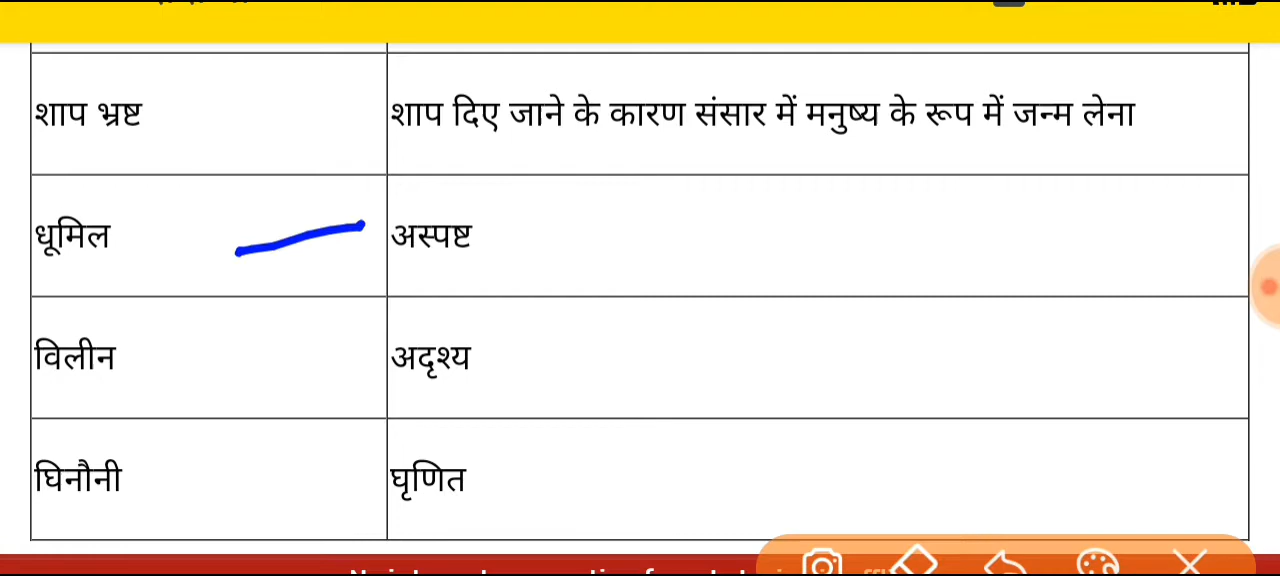 शाप भ्रष्ट शाप दिए जाने के कारण संसार में मनुष्य के रूप में जन्म लेना
धूमिल अस्पष्ट
विलीन अदृश्य
घिनौनी घृणित